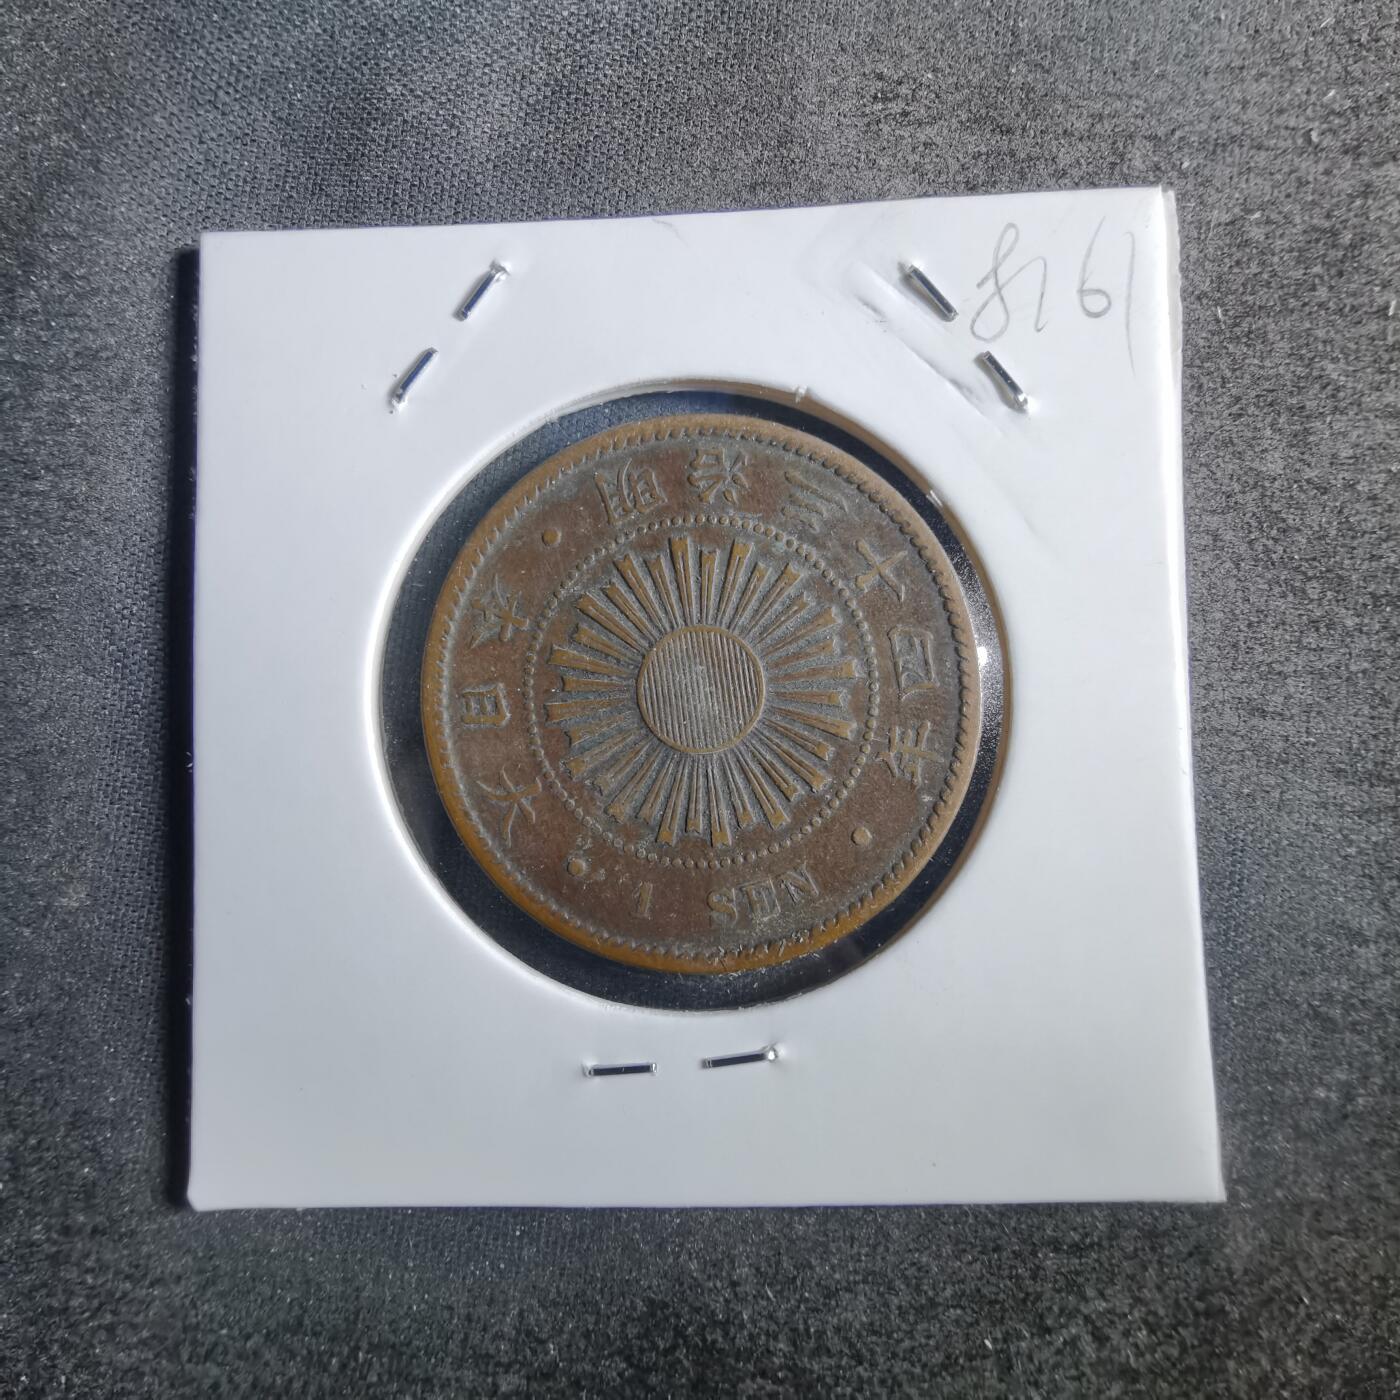 大日本 • 明治三十四年 •
1 SEN